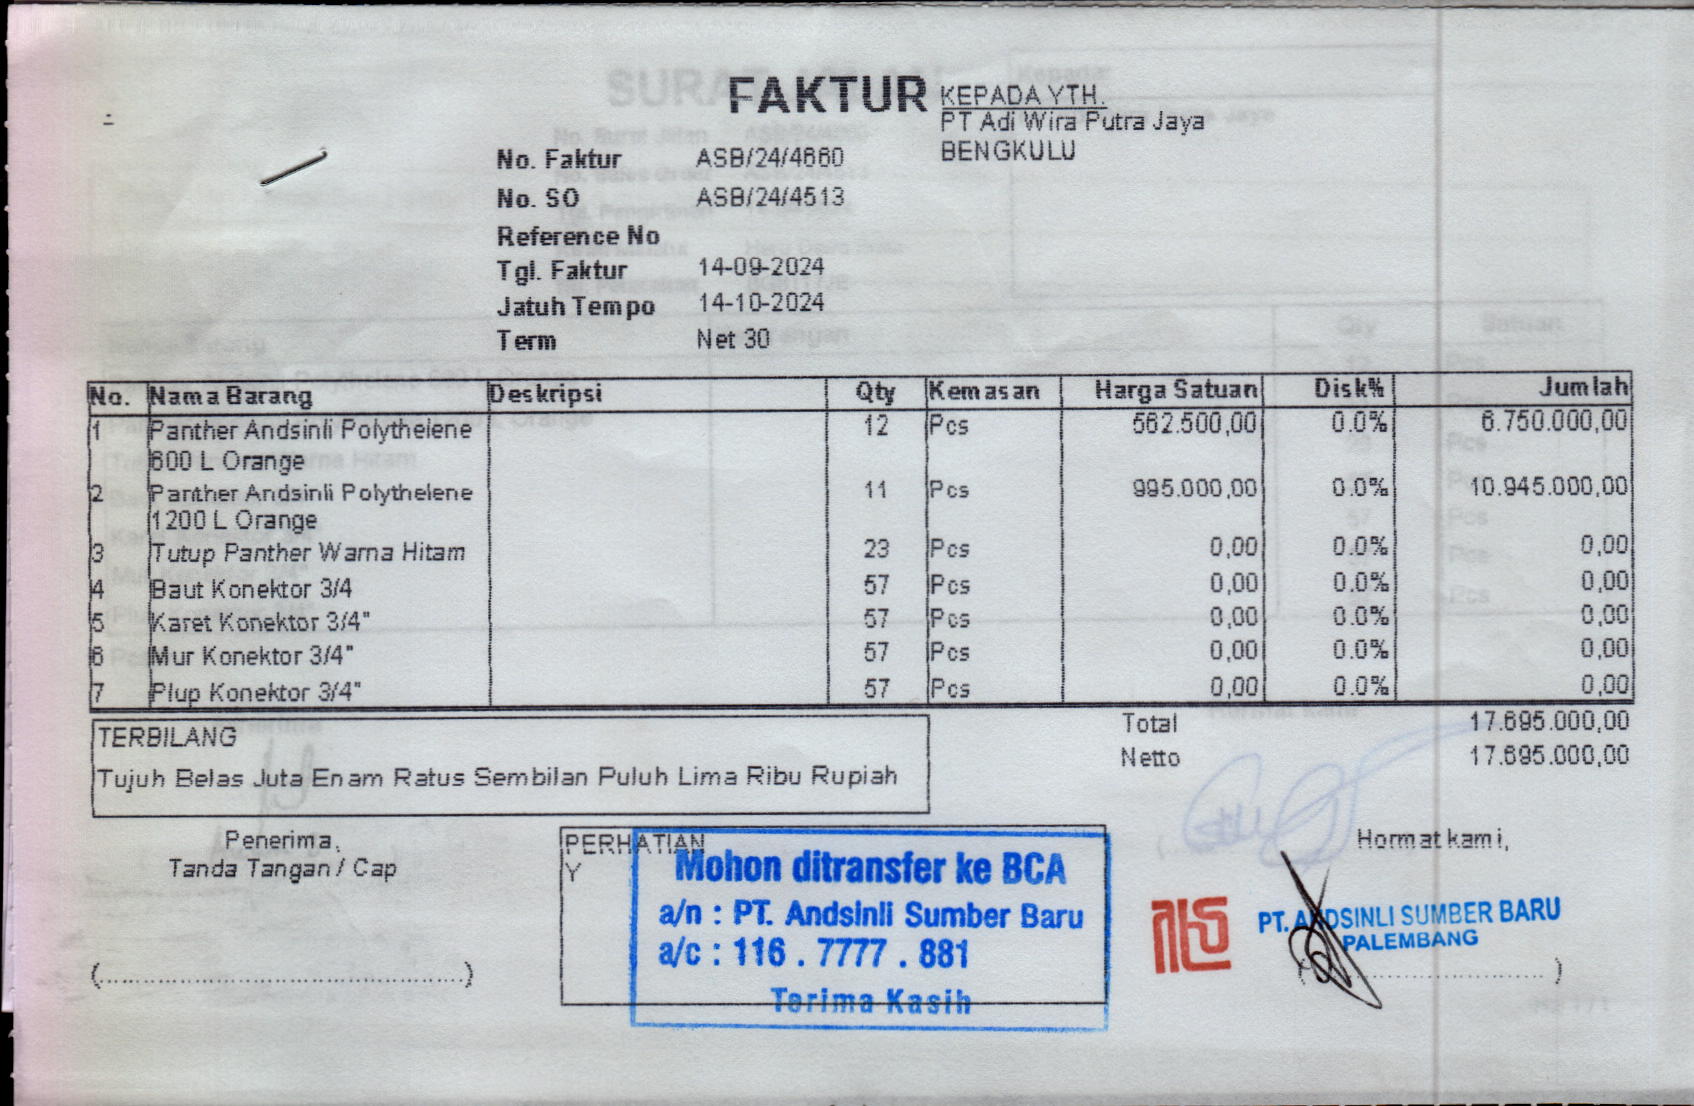 FAKTUR
KEPADA YTH.
PT Adi Wira Putra Jaya
BENGKULU
No. Faktur ASB/24/4660
No. SO ASB/24/4513
Reference No
Tgl. Faktur 14-09-2024
Jatuh Tempo 14-10-2024
Term Net 30
No. Nama Barang Deskripsi Qty Kemasan Harga Satuan Disk% Jumlah
1 Panther Andsinli Polythelene 12 Pcs 562.500,00 0.0% 6.750.000,00
600 L Orange
2 Panther Andsinli Polythelene 11 Pcs 995.000,00 0.0% 10.945.000,00
1200 L Orange
3 Tutup Panther Warna Hitam 23 Pcs 0,00 0.0% 0,00
4 Baut Konektor 3/4 57 Pcs 0,00 0.0% 0,00
5 Karet Konektor 3/4" 57 Pcs 0,00 0.0% 0,00
6 Mur Konektor 3/4" 57 Pcs 0,00 0.0% 0,00
7 Plup Konektor 3/4" 57 Pcs 0,00 0.0% 0,00
Total 17.695.000,00
Netto 17.695.000,00
TERBILANG
Tujuh Belas Juta Enam Ratus Sembilan Puluh Lima Ribu Rupiah
Penerima,
Tanda Tangan / Cap
(....................................................)
PERHATIAN
Y
Mohon ditransfer ke BCA
a/n : PT. Andsinli Sumber Baru
a/c : 116 . 7777 . 881
Terima Kasih
Hormat kami,
PT. ANDSINLI SUMBER BARU
PALEMBANG
(....................................)